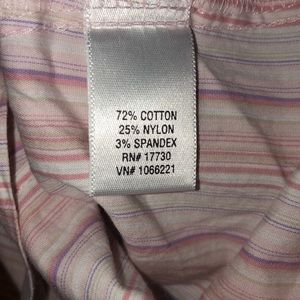 72% COTTON
25% NYLON
3% SPANDEX
RN# 17730
VN# 1066221